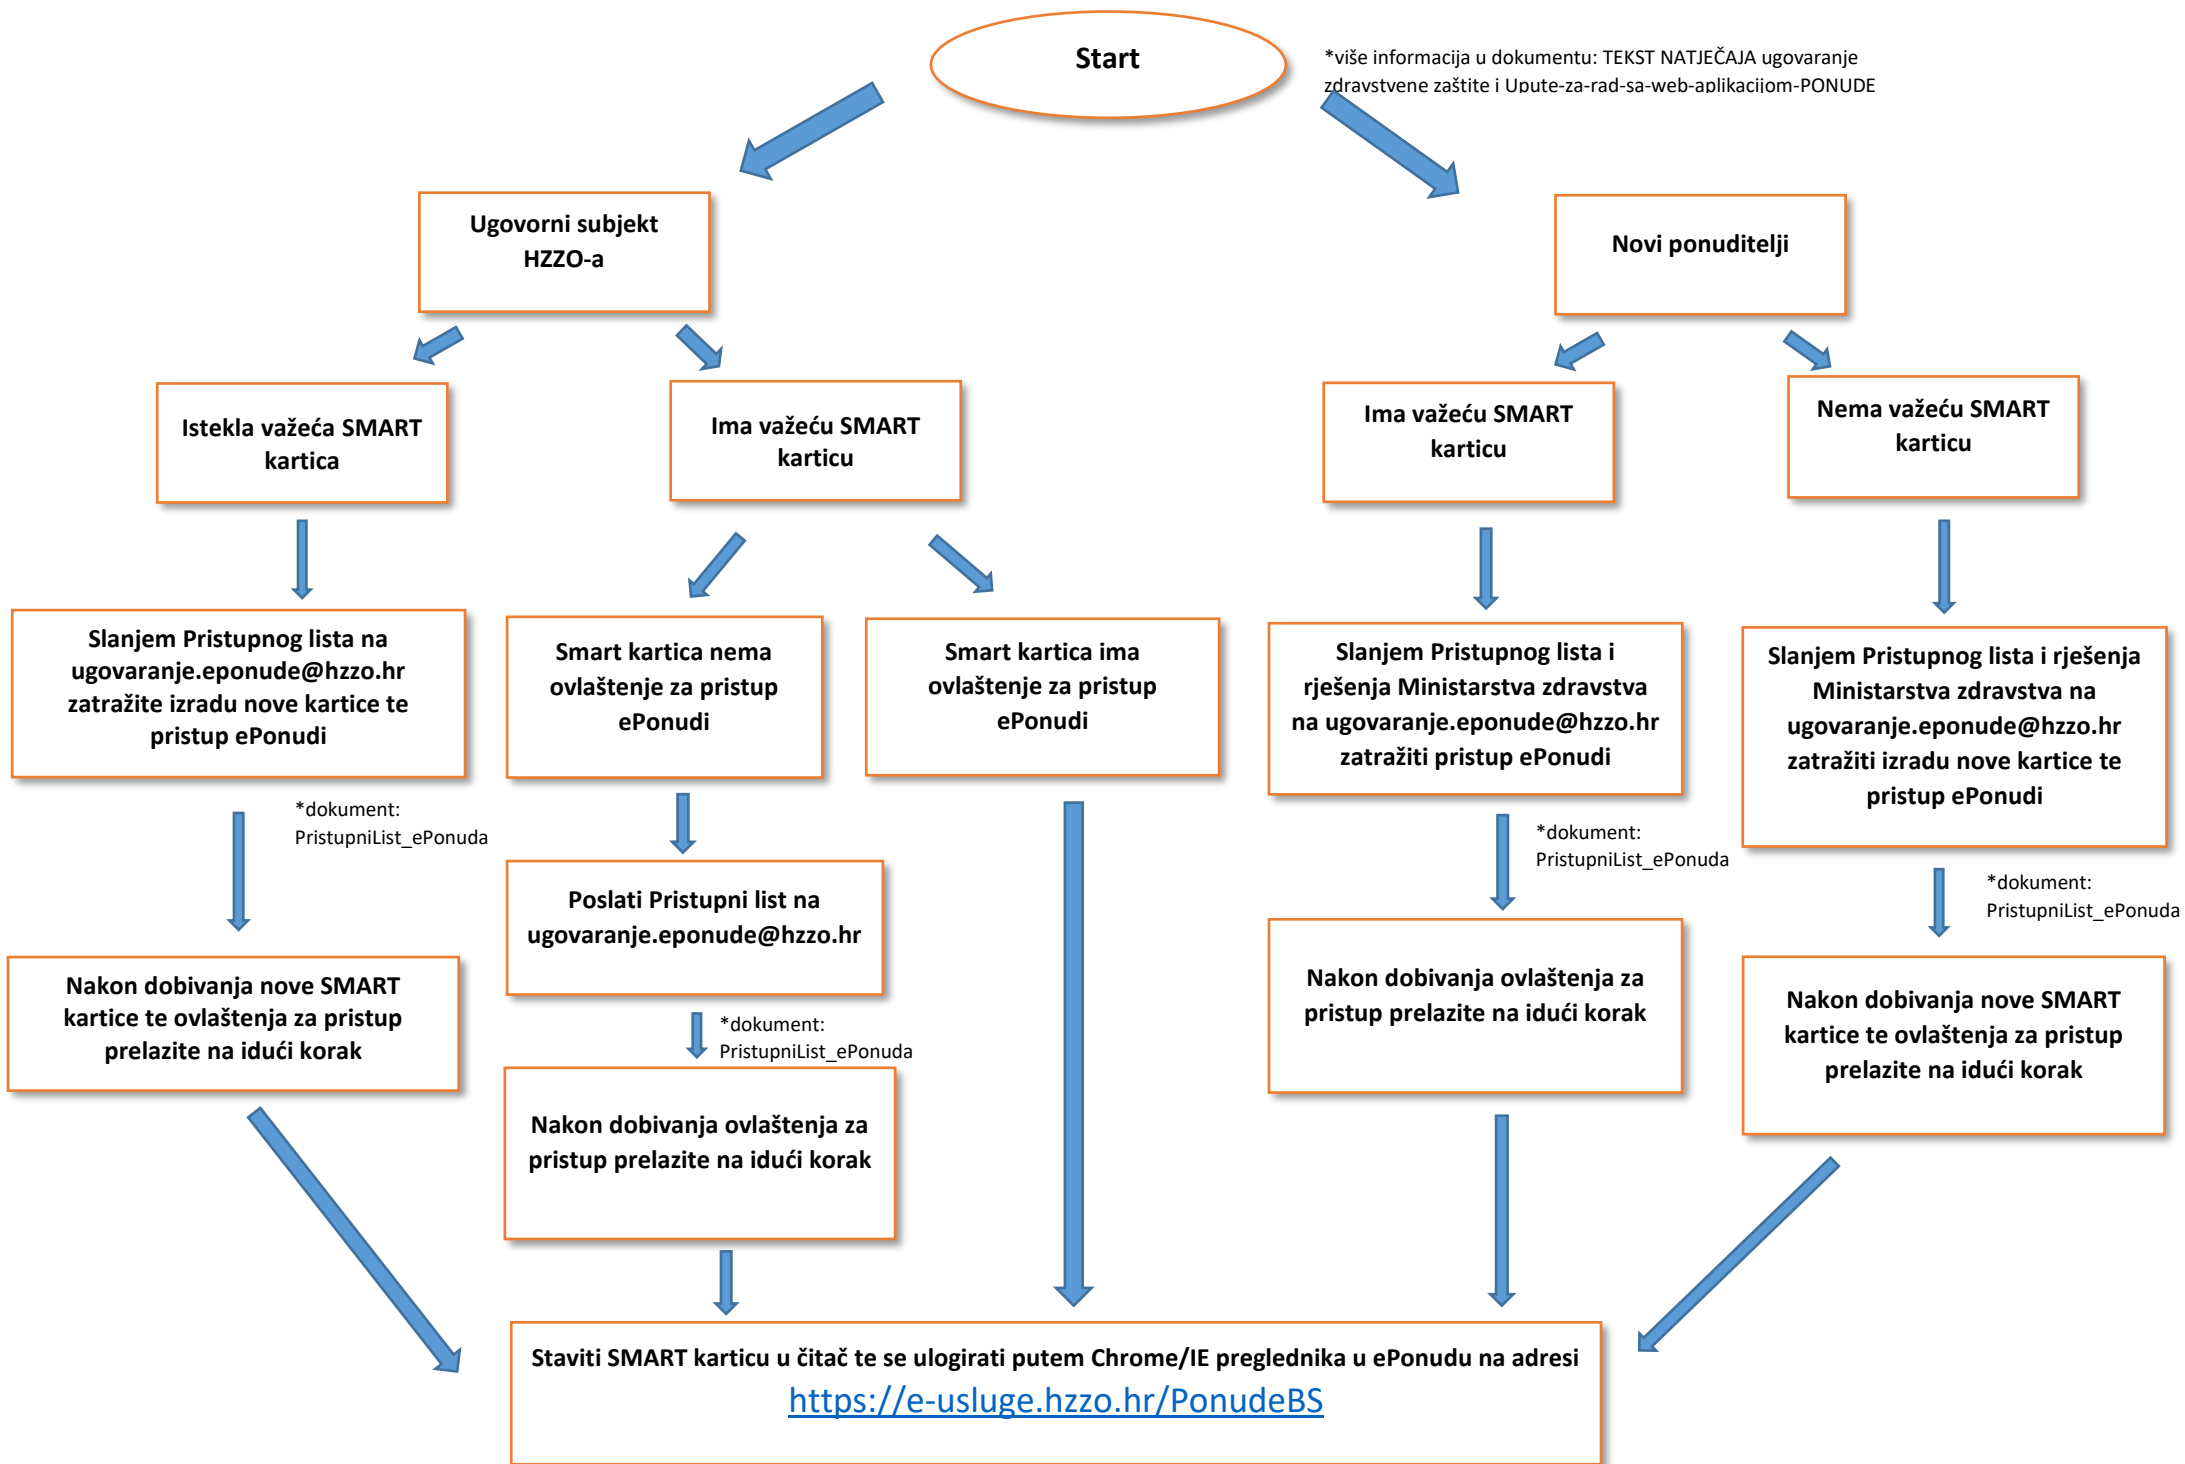 Start
*više informacija u dokumentu: TEKST NATJEČAJA ugovaranje
zdravstvene zaštite i Upute-za-rad-sa-web-aplikacijom-PONUDE
Ugovorni subjekt
HZZO-a
Novi ponuditelji
Istekla važeća SMART
kartica
Ima važeću SMART
karticu
Ima važeću SMART
karticu
Nema važeću SMART
karticu
Slanjem Pristupnog lista na
ugovaranje.eponude@hzzo.hr
zatražite izradu nove kartice te
pristup ePonudi
Smart kartica nema
ovlaštenje za pristup
ePonudi
Smart kartica ima
ovlaštenje za pristup
ePonudi
Slanjem Pristupnog lista i
rješenja Ministarstva zdravstva
na ugovaranje.eponude@hzzo.hr
zatražiti pristup ePonudi
Slanjem Pristupnog lista i rješenja
Ministarstva zdravstva na
ugovaranje.eponude@hzzo.hr
zatražiti izradu nove kartice te
pristup ePonudi
*dokument:
PristupniList_ePonuda
*dokument:
PristupniList_ePonuda
*dokument:
PristupniList_ePonuda
Poslati Pristupni list na
ugovaranje.eponude@hzzo.hr
Nakon dobivanja nove SMART
kartice te ovlaštenja za pristup
prelazite na idući korak
*dokument:
PristupniList_ePonuda
Nakon dobivanja ovlaštenja za
pristup prelazite na idući korak
Nakon dobivanja nove SMART
kartice te ovlaštenja za pristup
prelazite na idući korak
Nakon dobivanja ovlaštenja za
pristup prelazite na idući korak
Staviti SMART karticu u čitač te se ulogirati putem Chrome/IE preglednika u ePonudu na adresi
https://e-usluge.hzzo.hr/PonudeBS